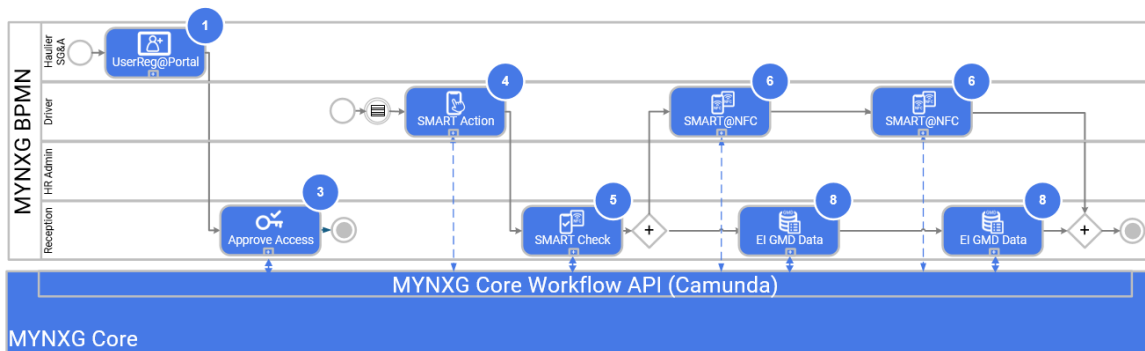 MYNXG BPMN
Haulier
SG&A
Driver
HR Admin
Reception
1
UserReg@Portal
4
SMART Action
6
SMART@NFC
6
SMART@NFC
3
Approve Access
5
SMART Check
8
EI GMD Data
8
EI GMD Data
MYNXG Core Workflow API (Camunda)
MYNXG Core